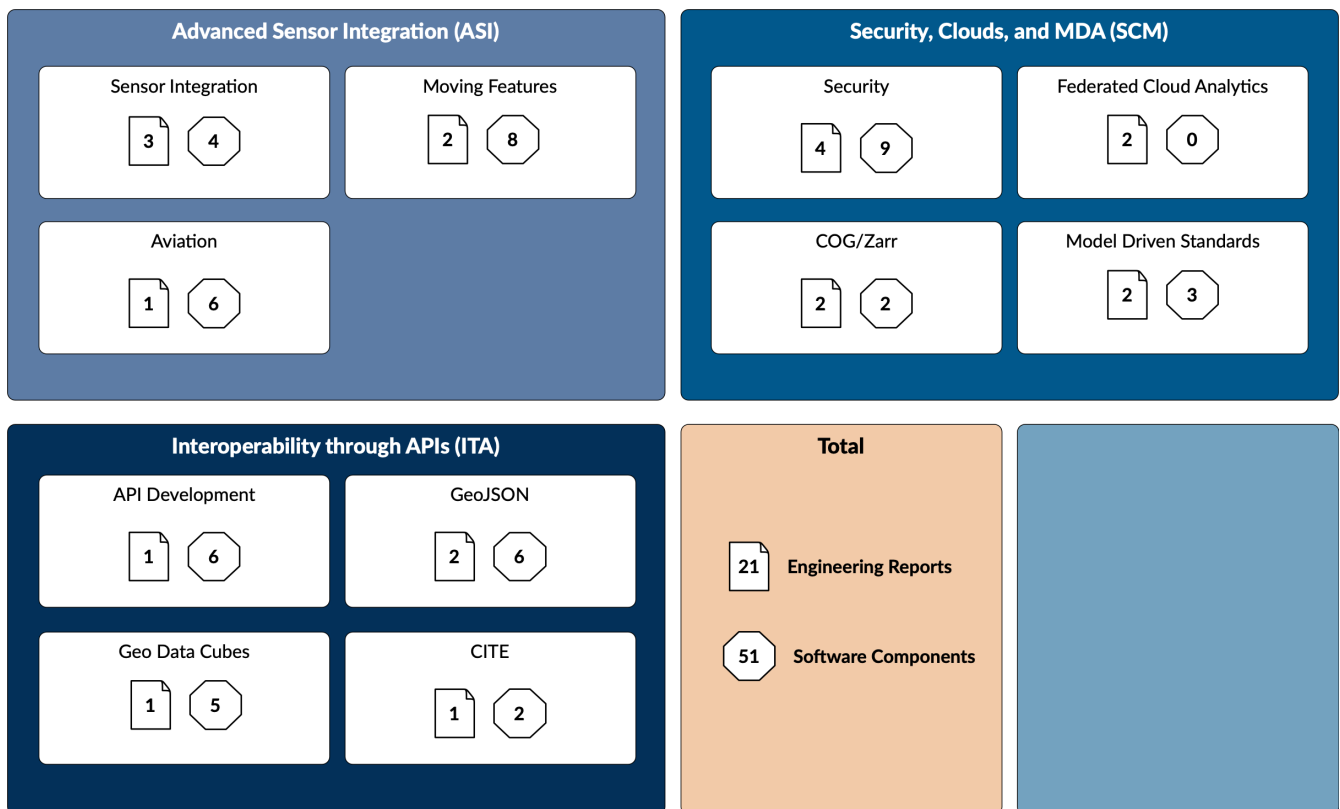 Advanced Sensor Integration (ASI)
Sensor Integration
3 4
Moving Features
2 8
Aviation
1 6
Security, Clouds, and MDA (SCM)
Security
4 9
Federated Cloud Analytics
2 0
COG/Zarr
2 2
Model Driven Standards
2 3
Interoperability through APIs (ITA)
API Development
1 6
GeoJSON
2 6
Geo Data Cubes
1 5
CITE
1 2
Total
21 Engineering Reports
51 Software Components